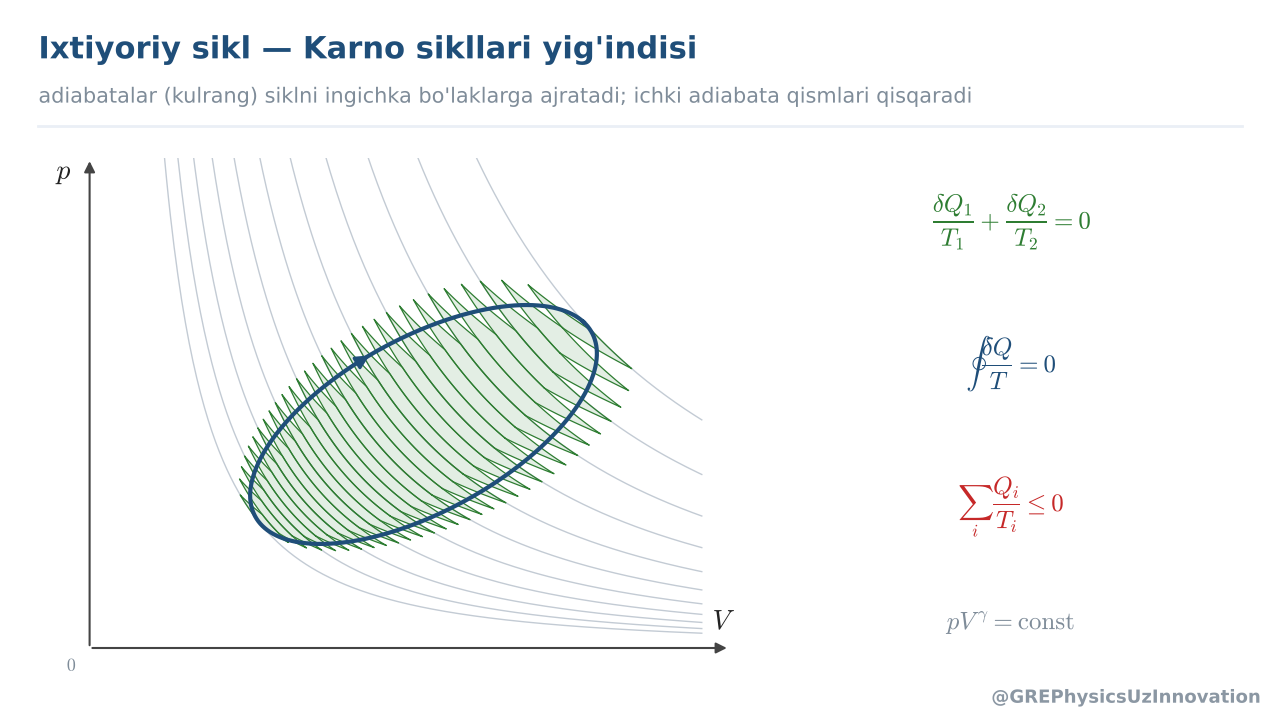 Ixtiyoriy sikl — Karno sikllari yig'indisi
adiabatalar (kulrang) siklni ingichka bo'laklarga ajratadi; ichki adiabata qismlari qisqaradi
p
V
0
δQ₁/T₁ + δQ₂/T₂ = 0
∮ δQ/T = 0
∑ᵢ Qᵢ/Tᵢ ≤ 0
pV^γ = const
@GREPhysicsUzInnovation